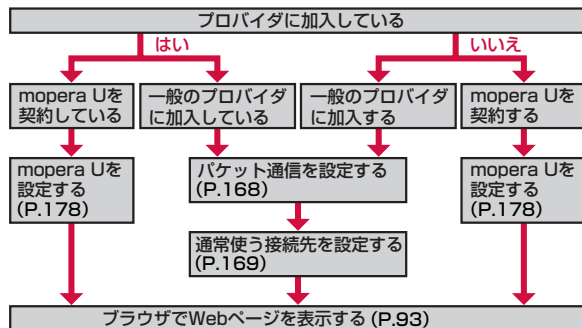 プロバイダに加入している
はい
いいえ
mopera Uを
契約している
一般のプロバイダ
に加入している
一般のプロバイダ
に加入する
mopera Uを
契約する
mopera Uを
設定する
(P.178)
パケット通信を設定する
(P.168)
mopera Uを
設定する
(P.178)
通常使う接続先を設定する
(P.169)
ブラウザでWebページを表示する(P.93)